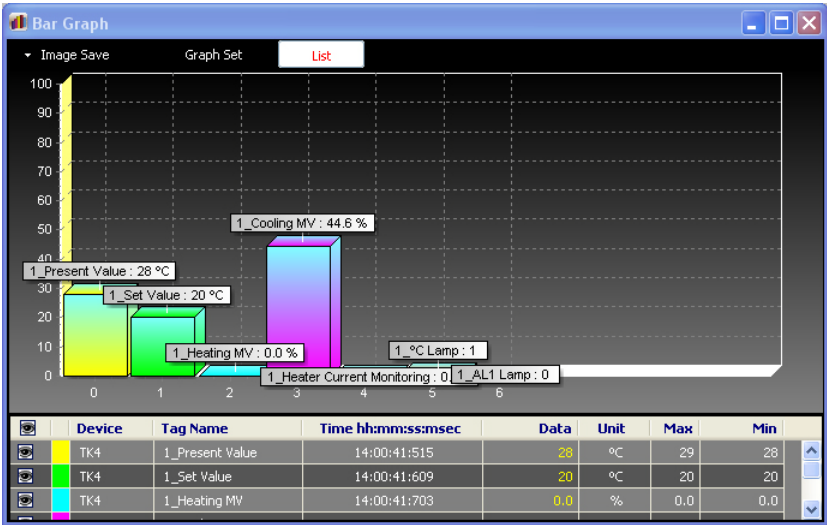 Bar Graph
Image Save Graph Set List
100
90
80
70
60
50
40
30
20
10
0
1_Cooling MV : 44.6 %
1_Present Value : 28 °C
1_Set Value : 20 °C
1_Heating MV : 0.0 %
1_°C Lamp : 1
1_Heater Current Monitoring : 0.
1_AL1 Lamp : 0
0 1 2 3 4 5 6
Device Tag Name Time hh:mm:ss:msec Data Unit Max Min
TK4 1_Present Value 14:00:41:515 28 °C 29 28
TK4 1_Set Value 14:00:41:609 20 °C 20 20
TK4 1_Heating MV 14:00:41:703 0.0 % 0.0 0.0